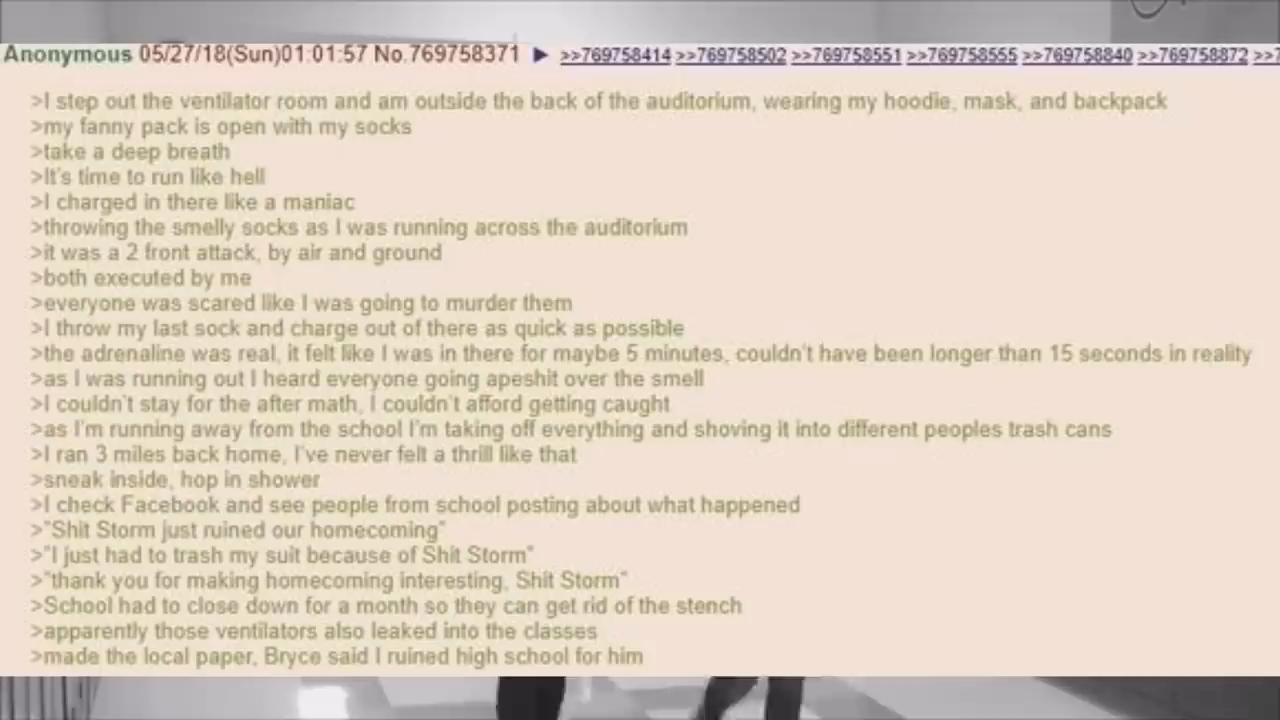 Anonymous 05/27/18(Sun)01:01:57 No.769758371 ▶ >>769758414 >>769758502 >>769758551 >>769758555 >>769758840 >>769758872 >>7
>I step out the ventilator room and am outside the back of the auditorium, wearing my hoodie, mask, and backpack
>my fanny pack is open with my socks
>take a deep breath
>It's time to run like hell
>I charged in there like a maniac
>throwing the smelly socks as I was running across the auditorium
>it was a 2 front attack, by air and ground
>both executed by me
>everyone was scared like I was going to murder them
>I throw my last sock and charge out of there as quick as possible
>the adrenaline was real, it felt like I was in there for maybe 5 minutes, couldn't have been longer than 15 seconds in reality
>as I was running out I heard everyone going apeshit over the smell
>I couldn't stay for the after math, I couldn't afford getting caught
>as I'm running away from the school I'm taking off everything and shoving it into different peoples trash cans
>I ran 3 miles back home, I've never felt a thrill like that
>sneak inside, hop in shower
>I check Facebook and see people from school posting about what happened
>"Shit Storm just ruined our homecoming"
>"I just had to trash my suit because of Shit Storm"
>"thank you for making homecoming interesting, Shit Storm"
>School had to close down for a month so they can get rid of the stench
>apparently those ventilators also leaked into the classes
>made the local paper, Bryce said I ruined high school for him